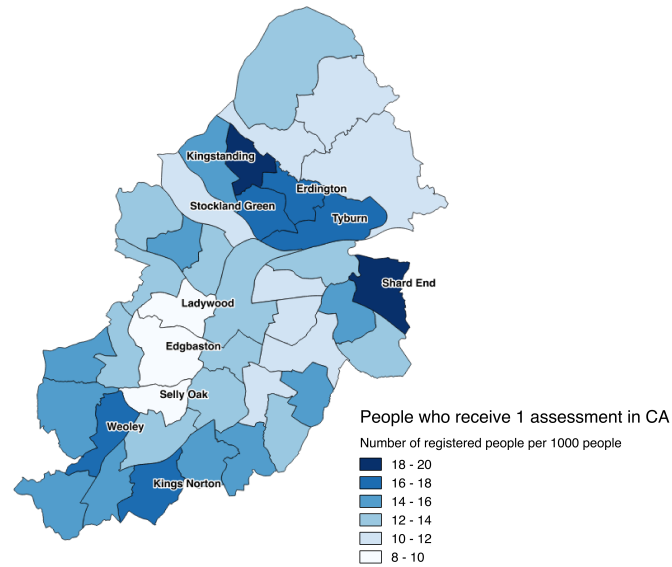 Kingstanding
Erdington
Stockland Green
Tyburn
Shard End
Ladywood
Edgbaston
Selly Oak
Weoley
Kings Norton
People who receive 1 assessment in CA
Number of registered people per 1000 people
18 - 20
16 - 18
14 - 16
12 - 14
10 - 12
8 - 10